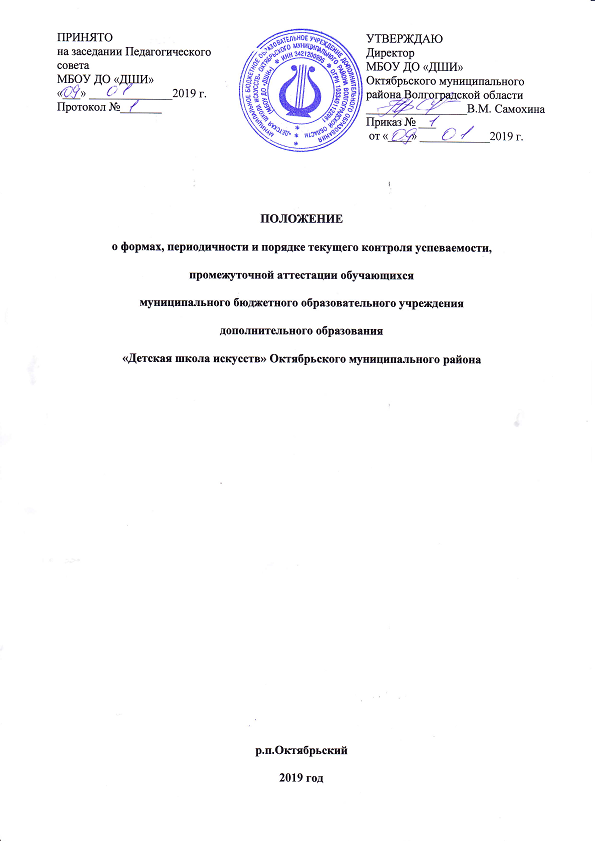 ПРИНЯТО
на заседании Педагогического
совета
МБОУ ДО «ДШИ»
«09» 01 2019 г.
Протокол № 1
УТВЕРЖДАЮ
Директор
МБОУ ДО «ДШИ»
Октябрьского муниципального
района Волгоградской области
В.М. Самохина
Приказ № 1
от «09» 01 2019 г.
ПОЛОЖЕНИЕ
о формах, периодичности и порядке текущего контроля успеваемости,
промежуточной аттестации обучающихся
муниципального бюджетного образовательного учреждения
дополнительного образования
«Детская школа искусств» Октябрьского муниципального района
р.п.Октябрьский
2019 год